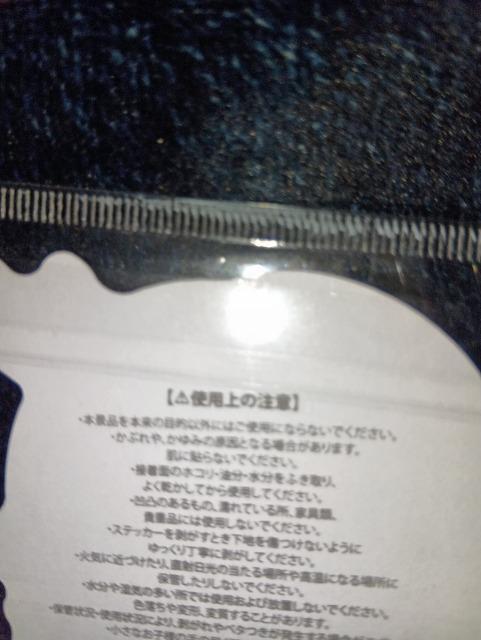 【⚠使用上の注意】
・本景品を本来の目的以外にはご使用にならないでください。
・かぶれや、かゆみの原因となる場合があります。
肌に貼らないでください。
・接着面のホコリ・油分・水分をふき取り、
よく乾かしてから使用してください。
・凹凸のあるもの、濡れている所、家具類、
貴重品には使用しないでください。
・ステッカーを剥がすとき下地を傷つけないように
ゆっくり丁寧に剥がしてください。
・火気に近づけたり、直射日光の当たる場所や高温になる場所に
保管したりしないでください。
・水分や湿気の多い所では使用および放置しないでください。
色落ちや変形、変質することがあります。
・保管状況・使用状況により、剥がれやベタつきが発生する場合が
・小さなお子様の手の